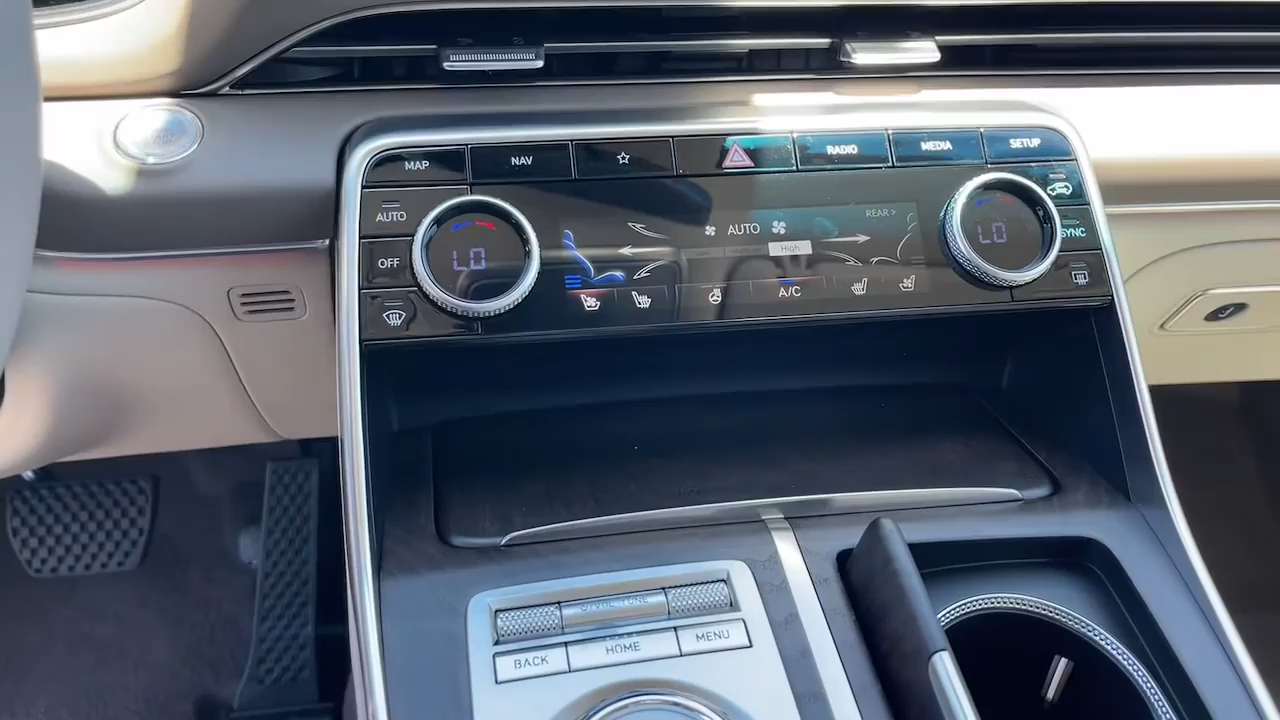 MAP NAV RADIO MEDIA SETUP
AUTO
OFF
LO
AUTO
REAR >
High
A/C
LO
SYNC
BACK HOME MENU